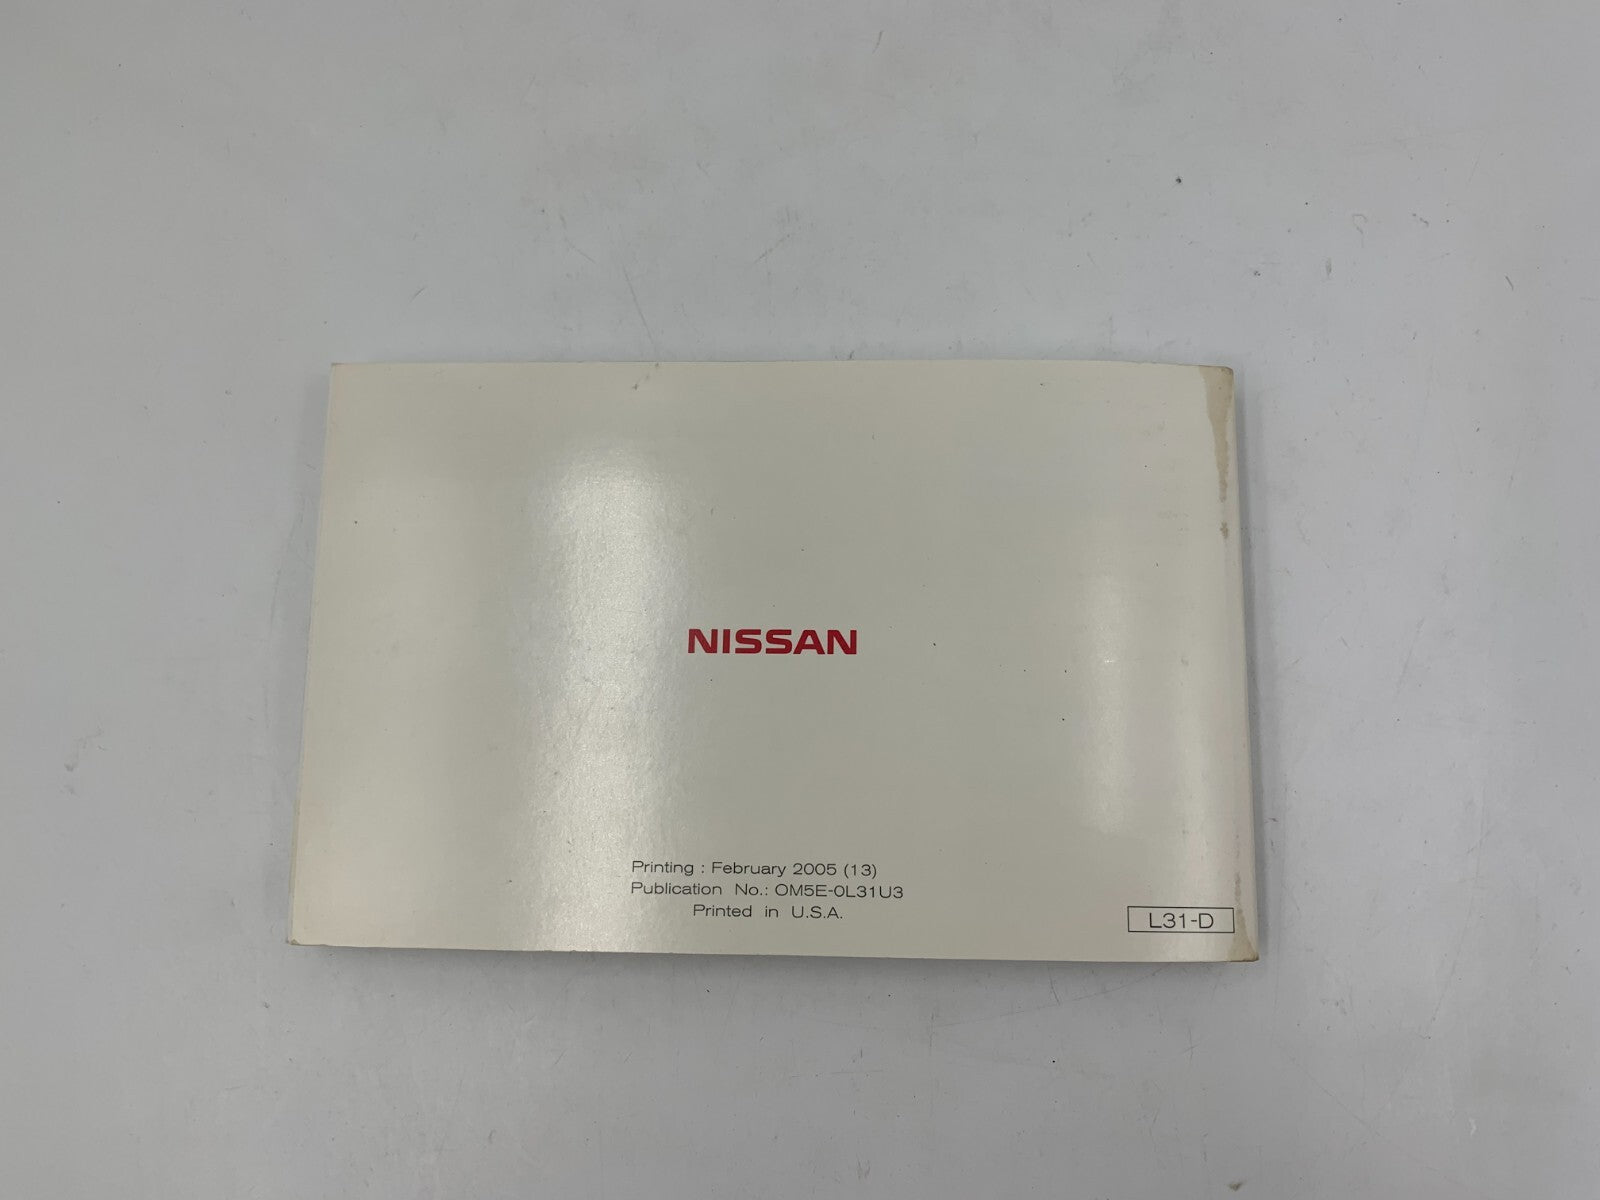 NISSAN
Printing : February 2005 (13)
Publication No.: OM5E-0L31U3
Printed in U.S.A.
L31-D